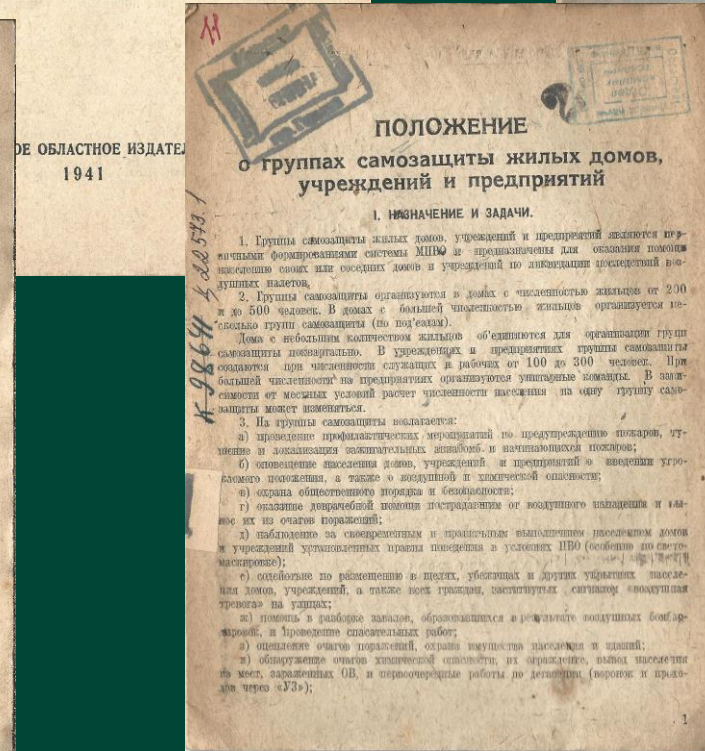 ОЕ ОБЛАСТНОЕ ИЗДАТЕЛ
1941
ПОЛОЖЕНИЕ
о группах самозащиты жилых домов,
учреждений и предприятий
I. НАЗНАЧЕНИЕ И ЗАДАЧИ.
1. Группы самозащиты жилых домов, учреждений и предприятий являются пер-
вичными формированиями системы МПВО и предназначены для оказания помощи
населению своих или соседних домов и учреждений по ликвидации последствий воз-
душных налетов.
2. Группы самозащиты организуются в домах с численностью жильцов от 200
и до 500 человек. В домах с большей численностью жильцов организуется не-
сколько групп самозащиты (по под'ездам).
Дома с небольшим количеством жильцов об'единяются для организации групп
самозащиты поквартально. В учреждениях и предприятиях группы самозащиты
создаются при численности служащих и рабочих от 100 до 300 человек. При
большей численности на предприятиях организуются унитарные команды. В зави-
симости от местных условий расчет численности населения на одну группу само-
защиты может изменяться.
3. На группы самозащиты возлагается:
а) проведение профилактических мероприятий по предупреждению пожаров, ту-
шение и локализация зажигательных авиабомб и начинающихся пожаров;
б) оповещение населения домов, учреждений и предприятий о введении угро-
жаемого положения, а также о воздушной и химической опасности;
в) охрана общественного порядка и безопасности;
г) оказание доврачебной помощи пострадавшим от воздушного нападения и вы-
нос их из очагов поражений;
д) наблюдение за своевременным и правильным выполнением населением домов
и учреждений установленных правил поведения в условиях ПВО (особенно по свето-
маскировке);
е) содействие по размещению в щелях, убежищах и других укрытиях населе-
ния домов, учреждений, а также всех граждан, застигнутых сигналом «воздушная
тревога» на улицах;
ж) помощь в разборке завалов, образовавшихся в результате воздушных бомбар-
дировок, и проведение спасательных работ;
з) оцепление очагов поражений, охрана имущества населения и зданий;
и) обнаружение очагов химической опасности, их ограждение, вывод населения
из мест, зараженных ОВ, и первоочередные работы по дегазации (воронок и прохо-
дов через «УЗ»);
1